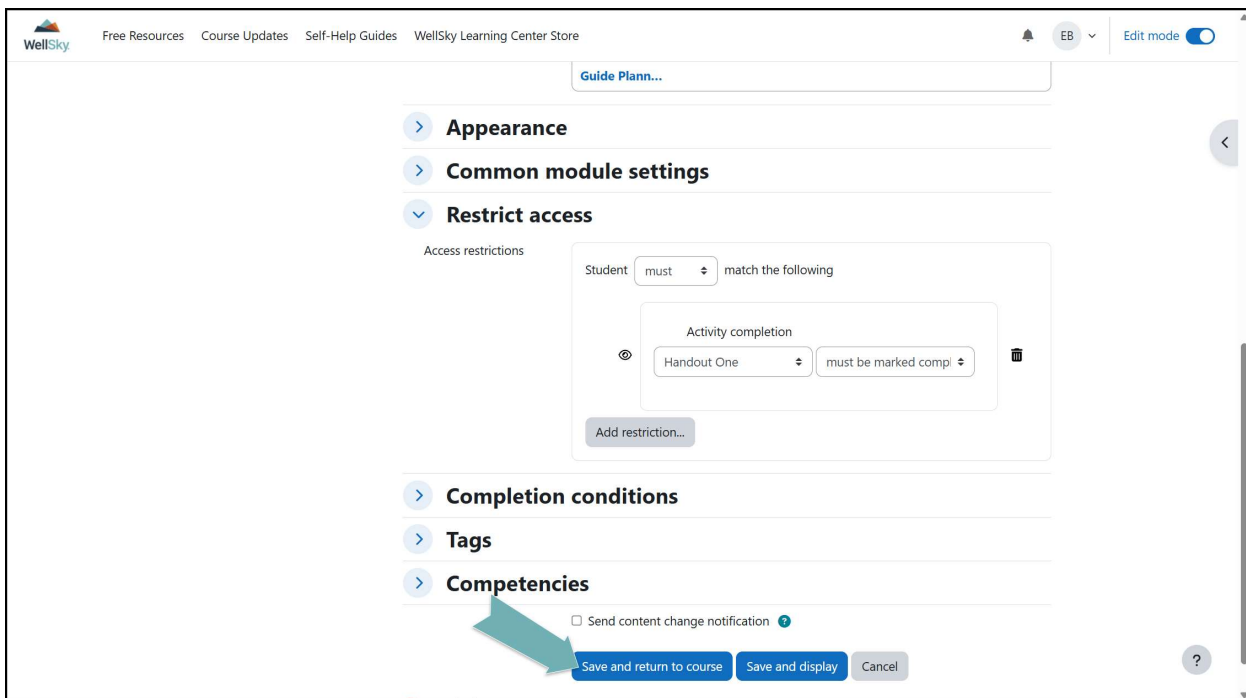 WellSky
Free Resources
Course Updates
Self-Help Guides
WellSky Learning Center Store
EB
Edit mode
Guide Plann...
Appearance
Common module settings
Restrict access
Access restrictions
Student must match the following
Activity completion
Handout One
must be marked compl
Add restriction...
Completion conditions
Tags
Competencies
Send content change notification ?
Save and return to course
Save and display
Cancel
?